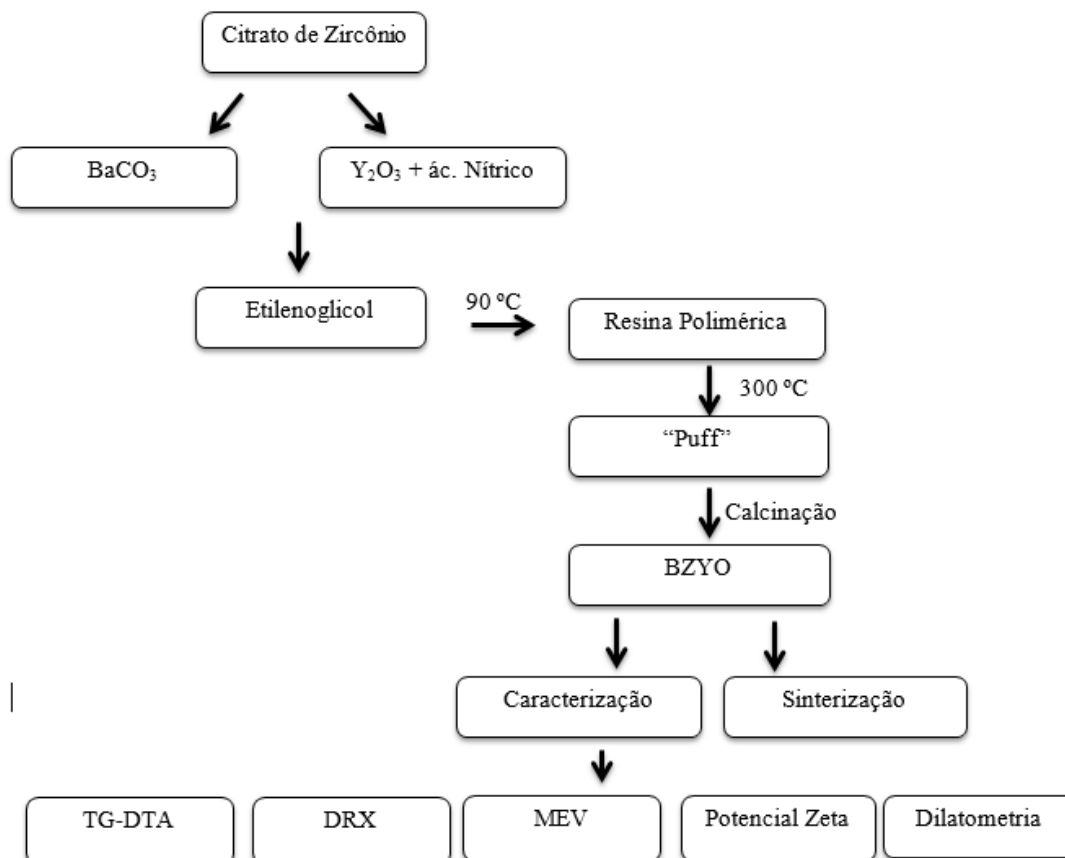 Citrato de Zircônio
BaCO₃
Y₂O₃ + ác. Nítrico
Etilenoglicol
90 ºC
Resina Polimérica
300 ºC
“Puff”
Calcinação
BZYO
Caracterização
Sinterização
TG-DTA
DRX
MEV
Potencial Zeta
Dilatometria